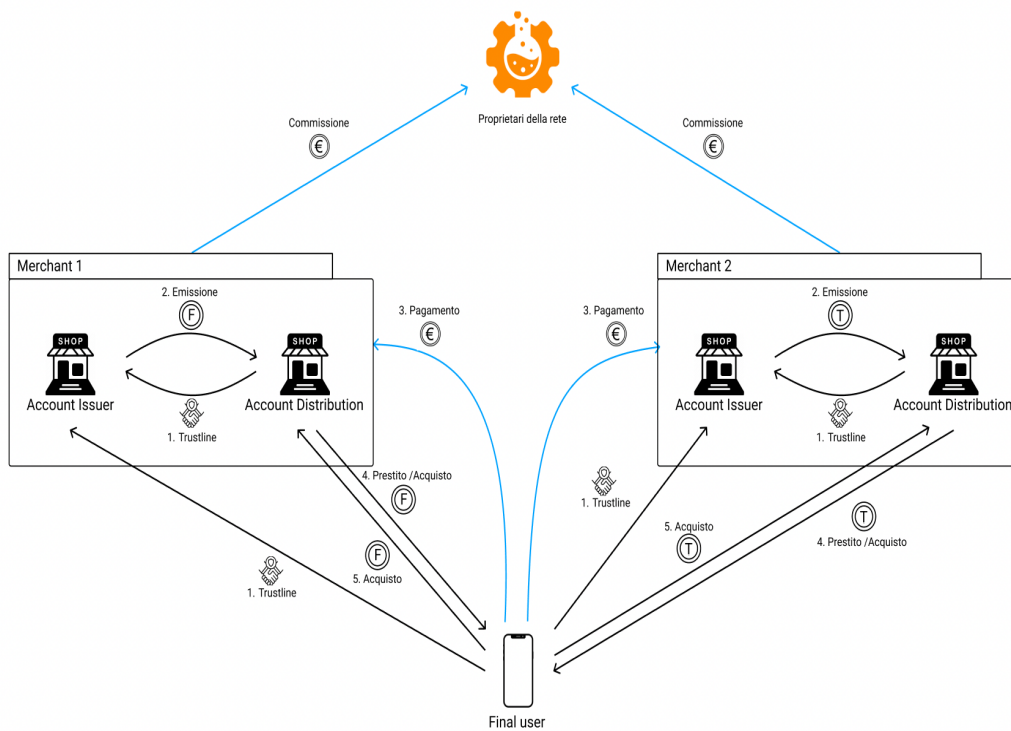 Proprietari della rete
Commissione
€
Commissione
€
Merchant 1
2. Emissione
F
SHOP
SHOP
Account Issuer
Account Distribution
1. Trustline
3. Pagamento
€
3. Pagamento
€
Merchant 2
2. Emissione
T
SHOP
SHOP
Account Issuer
Account Distribution
1. Trustline
4. Prestito /Acquisto
F
F
5. Acquisto
1. Trustline
1. Trustline
5. Acquisto
T
T
4. Prestito /Acquisto
Final user